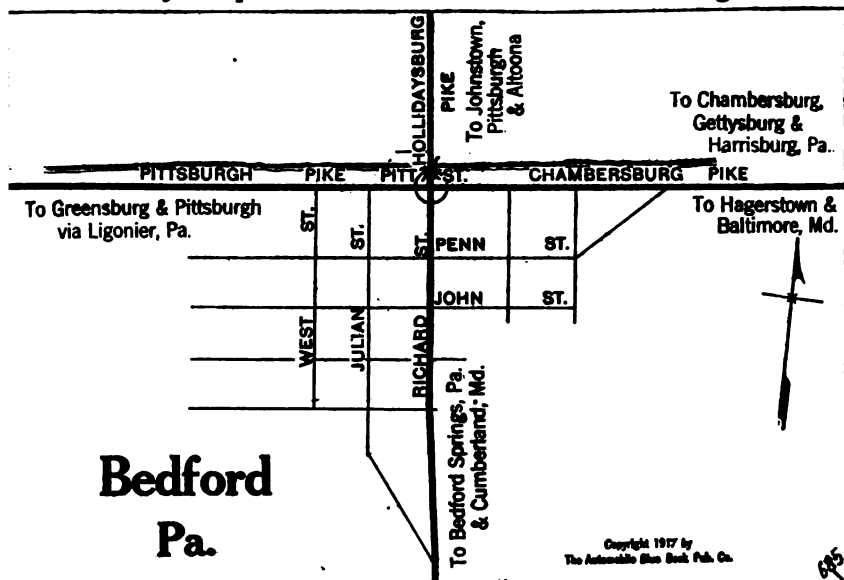 HOLLIDAYSBURG
PIKE
To Johnstown,
Pittsburgh
& Altoona
To Chambersburg,
Gettysburg &
Harrisburg, Pa.
PITTSBURGH PIKE PITT ST. CHAMBERSBURG PIKE
To Greensburg & Pittsburgh
via Ligonier, Pa.
To Hagerstown &
Baltimore, Md.
PENN ST.
JOHN ST.
WEST ST.
JULIAN ST.
RICHARD ST.
To Bedford Springs, Pa.
& Cumberland, Md.
Bedford
Pa.
Copyright 1917 by
The Automobile Blue Book Pub. Co.
685